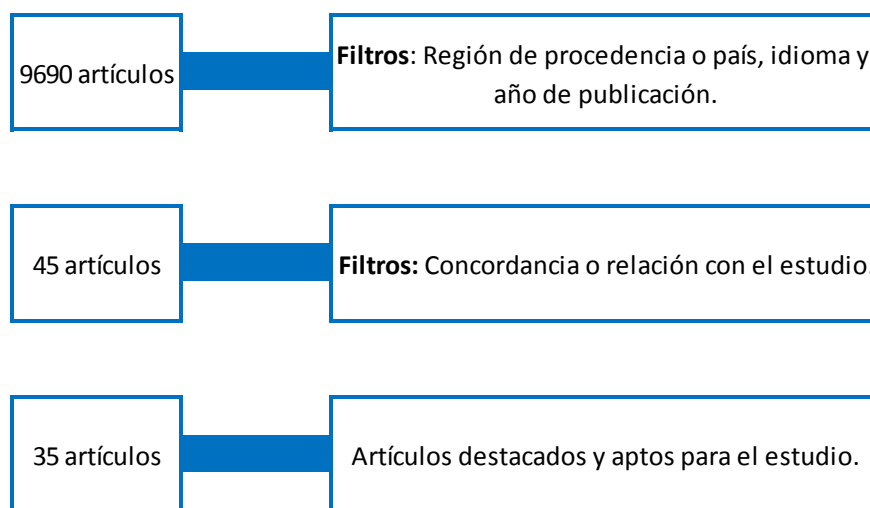 9690 artículos
Filtros: Región de procedencia o país, idioma y
año de publicación.
45 artículos
Filtros: Concordancia o relación con el estudio.
35 artículos
Artículos destacados y aptos para el estudio.